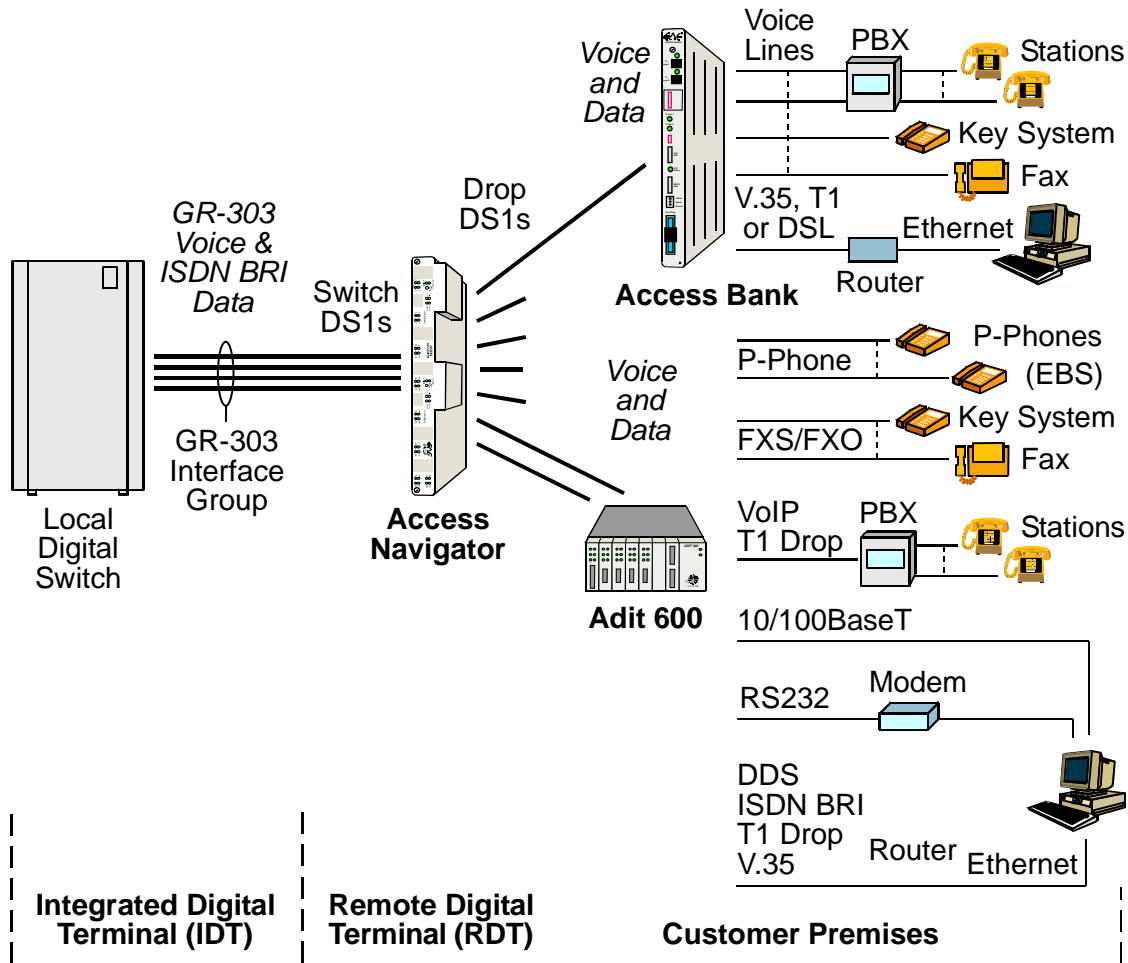 GR-303
Voice &
ISDN BRI
Data
Local
Digital
Switch
GR-303
Interface
Group
Switch
DS1s
Drop
DS1s
Access
Navigator
Voice
and
Data
Access Bank
Voice
Lines
PBX
Stations
Key System
Fax
V.35, T1
or DSL
Router
Ethernet
Voice
and
Data
Adit 600
P-Phone
P-Phones
(EBS)
FXS/FXO
Key System
Fax
VoIP
T1 Drop
PBX
Stations
10/100BaseT
RS232
Modem
DDS
ISDN BRI
T1 Drop
V.35
Router
Ethernet
Integrated Digital
Terminal (IDT)
Remote Digital
Terminal (RDT)
Customer Premises